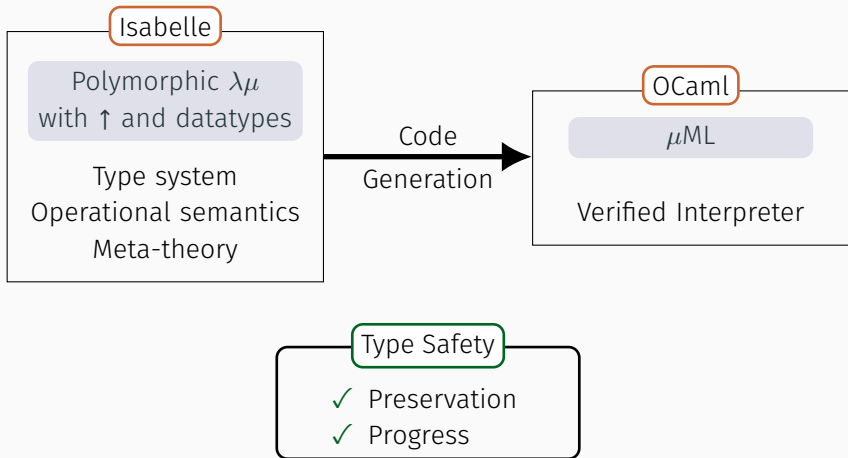 Isabelle
Polymorphic λμ
with ↑ and datatypes
Type system
Operational semantics
Meta-theory
Code
Generation
OCaml
μML
Verified Interpreter
Type Safety
✓ Preservation
✓ Progress